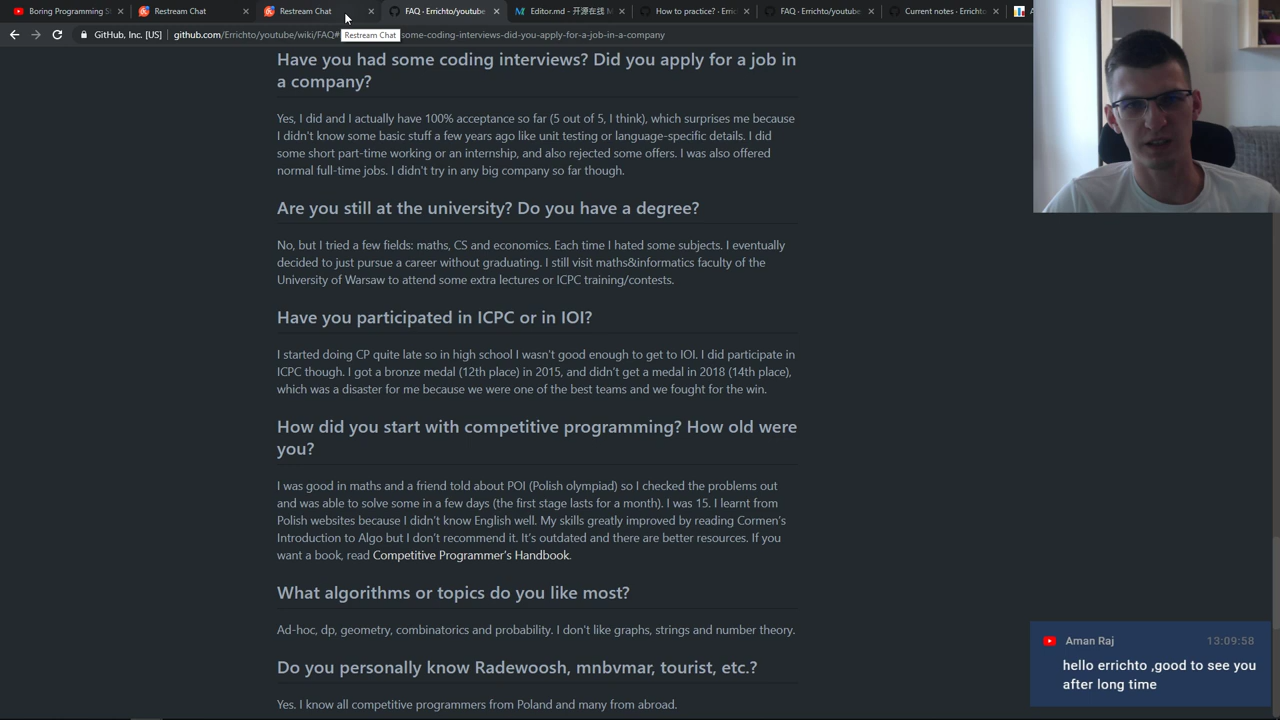 Boring Programming St
Restream Chat
Restream Chat
FAQ · Errichto/youtube
Editor.md - 开源在线 M
How to practice? · Erric
FAQ · Errichto/youtube
Current notes · Errichto
A
GitHub, Inc. [US]
github.com/Errichto/youtube/wiki/FAQ#
some-coding-interviews-did-you-apply-for-a-job-in-a-company
Restream Chat
Have you had some coding interviews? Did you apply for a job in
a company?
Yes, I did and I actually have 100% acceptance so far (5 out of 5, I think), which surprises me because
I didn't know some basic stuff a few years ago like unit testing or language-specific details. I did
some short part-time working or an internship, and also rejected some offers. I was also offered
normal full-time jobs. I didn't try in any big company so far though.
Are you still at the university? Do you have a degree?
No, but I tried a few fields: maths, CS and economics. Each time I hated some subjects. I eventually
decided to just pursue a career without graduating. I still visit maths&informatics faculty of the
University of Warsaw to attend some extra lectures or ICPC training/contests.
Have you participated in ICPC or in IOI?
I started doing CP quite late so in high school I wasn't good enough to get to IOI. I did participate in
ICPC though. I got a bronze medal (12th place) in 2015, and didn't get a medal in 2018 (14th place),
which was a disaster for me because we were one of the best teams and we fought for the win.
How did you start with competitive programming? How old were
you?
I was good in maths and a friend told about POI (Polish olympiad) so I checked the problems out
and was able to solve some in a few days (the first stage lasts for a month). I was 15. I learnt from
Polish websites because I didn't know English well. My skills greatly improved by reading Cormen's
Introduction to Algo but I don't recommend it. It's outdated and there are better resources. If you
want a book, read Competitive Programmer's Handbook.
What algorithms or topics do you like most?
Ad-hoc, dp, geometry, combinatorics and probability. I don't like graphs, strings and number theory.
Do you personally know Radewoosh, mnbvmar, tourist, etc.?
Yes. I know all competitive programmers from Poland and many from abroad.
Aman Raj 13:09:58
hello errichto ,good to see you
after long time